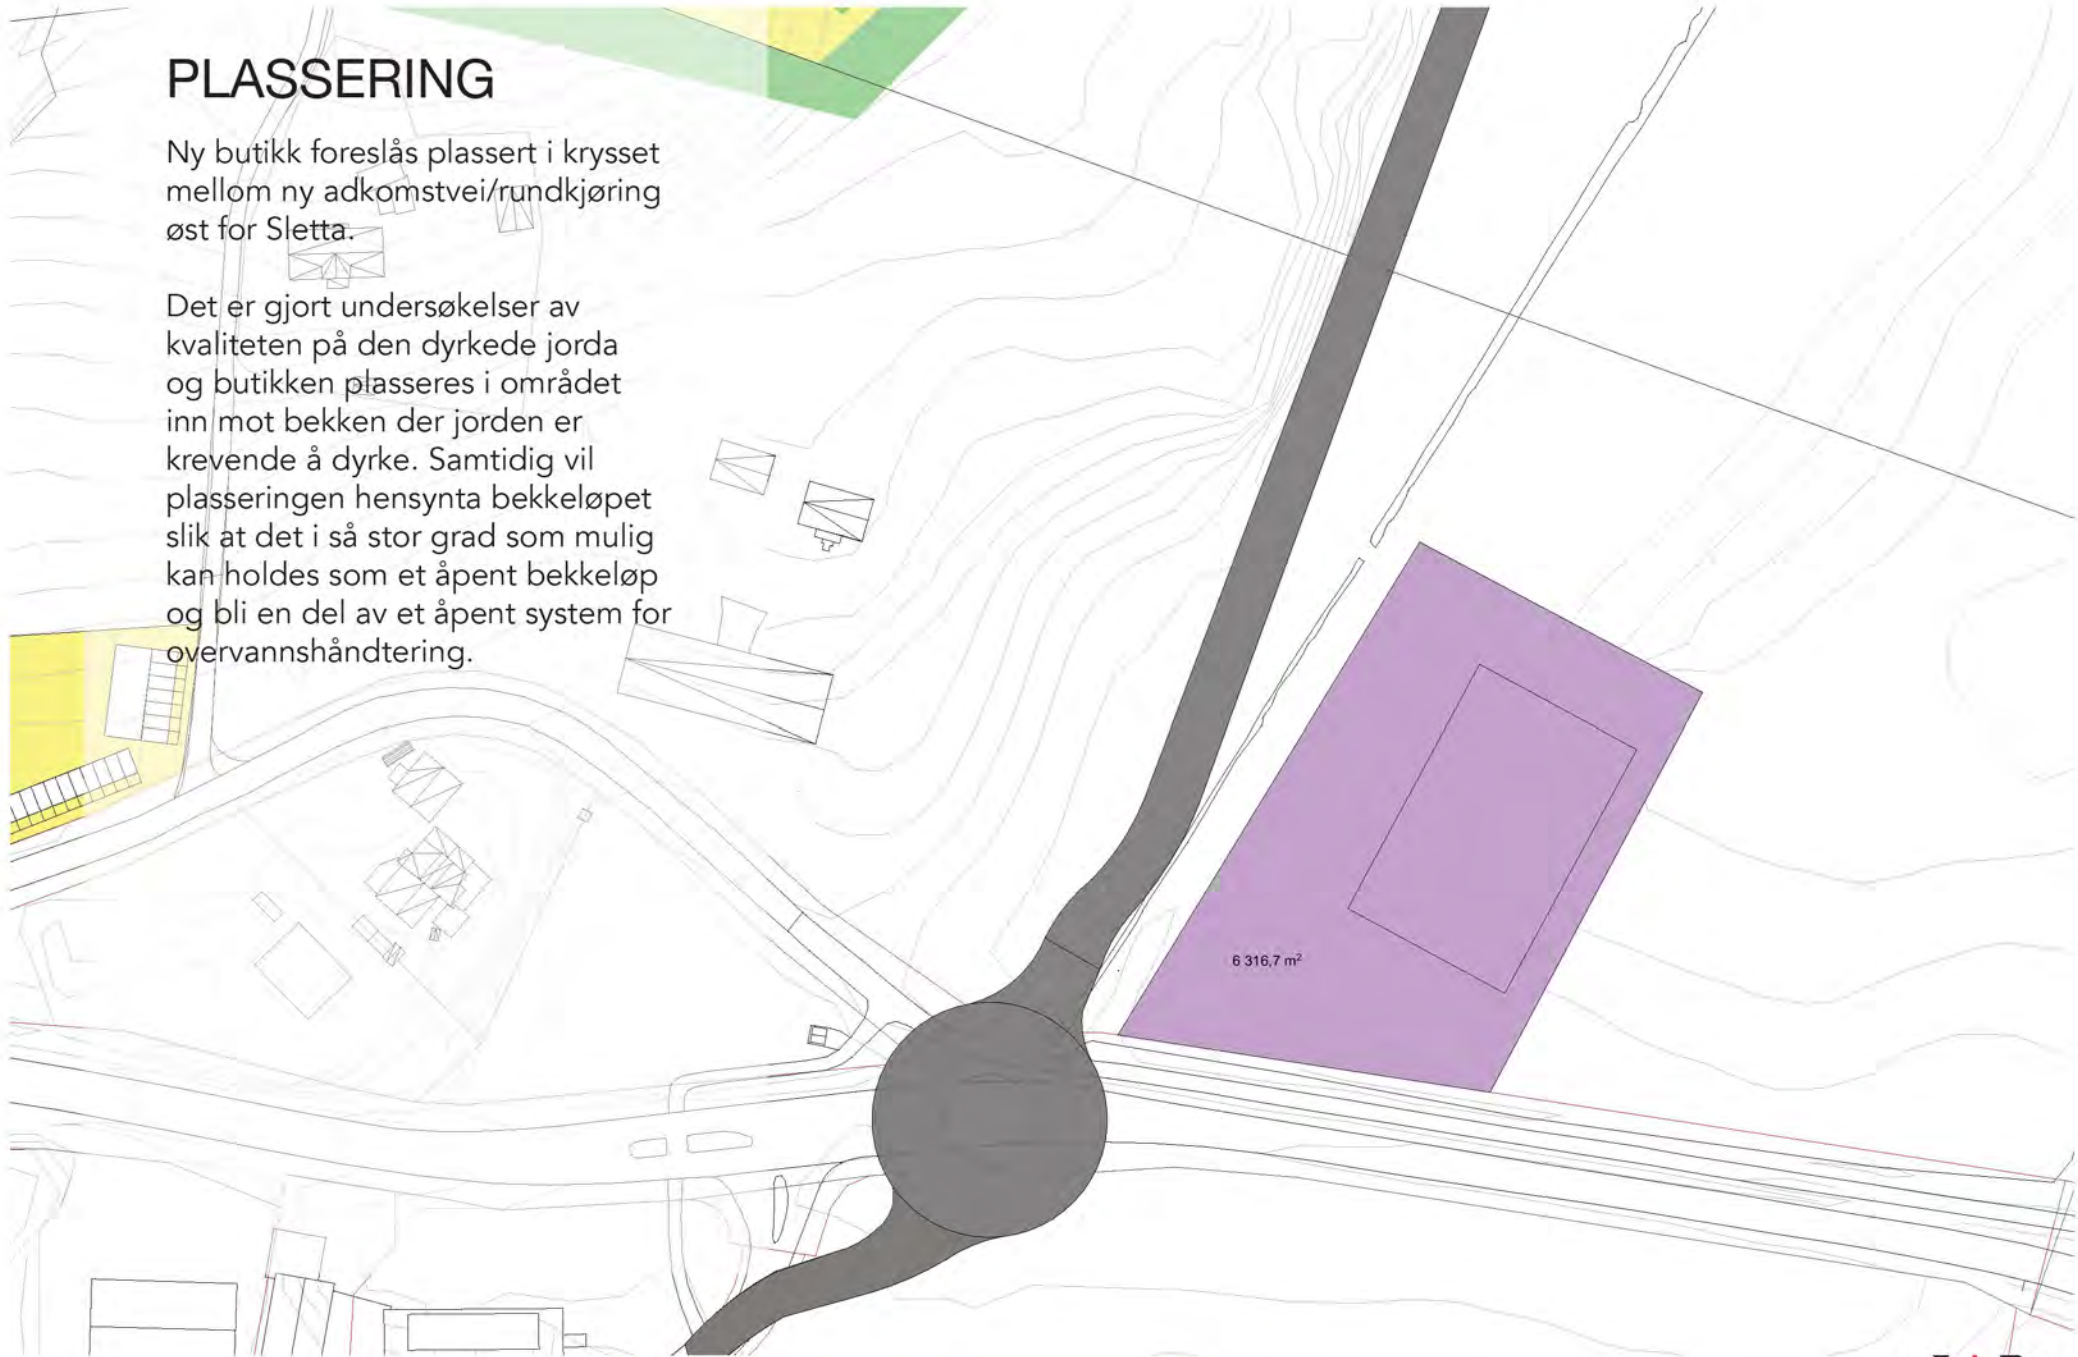 PLASSERING
Ny butikk foreslås plassert i krysset
mellom ny adkomstvei/rundkjøring
øst for Sletta.
Det er gjort undersøkelser av
kvaliteten på den dyrkede jorda
og butikken plasseres i området
inn mot bekken der jorden er
krevende å dyrke. Samtidig vil
plasseringen hensynta bekkeløpet
slik at det i så stor grad som mulig
kan holdes som et åpent bekkeløp
og bli en del av et åpent system for
overvannshåndtering.
6 316,7 m²